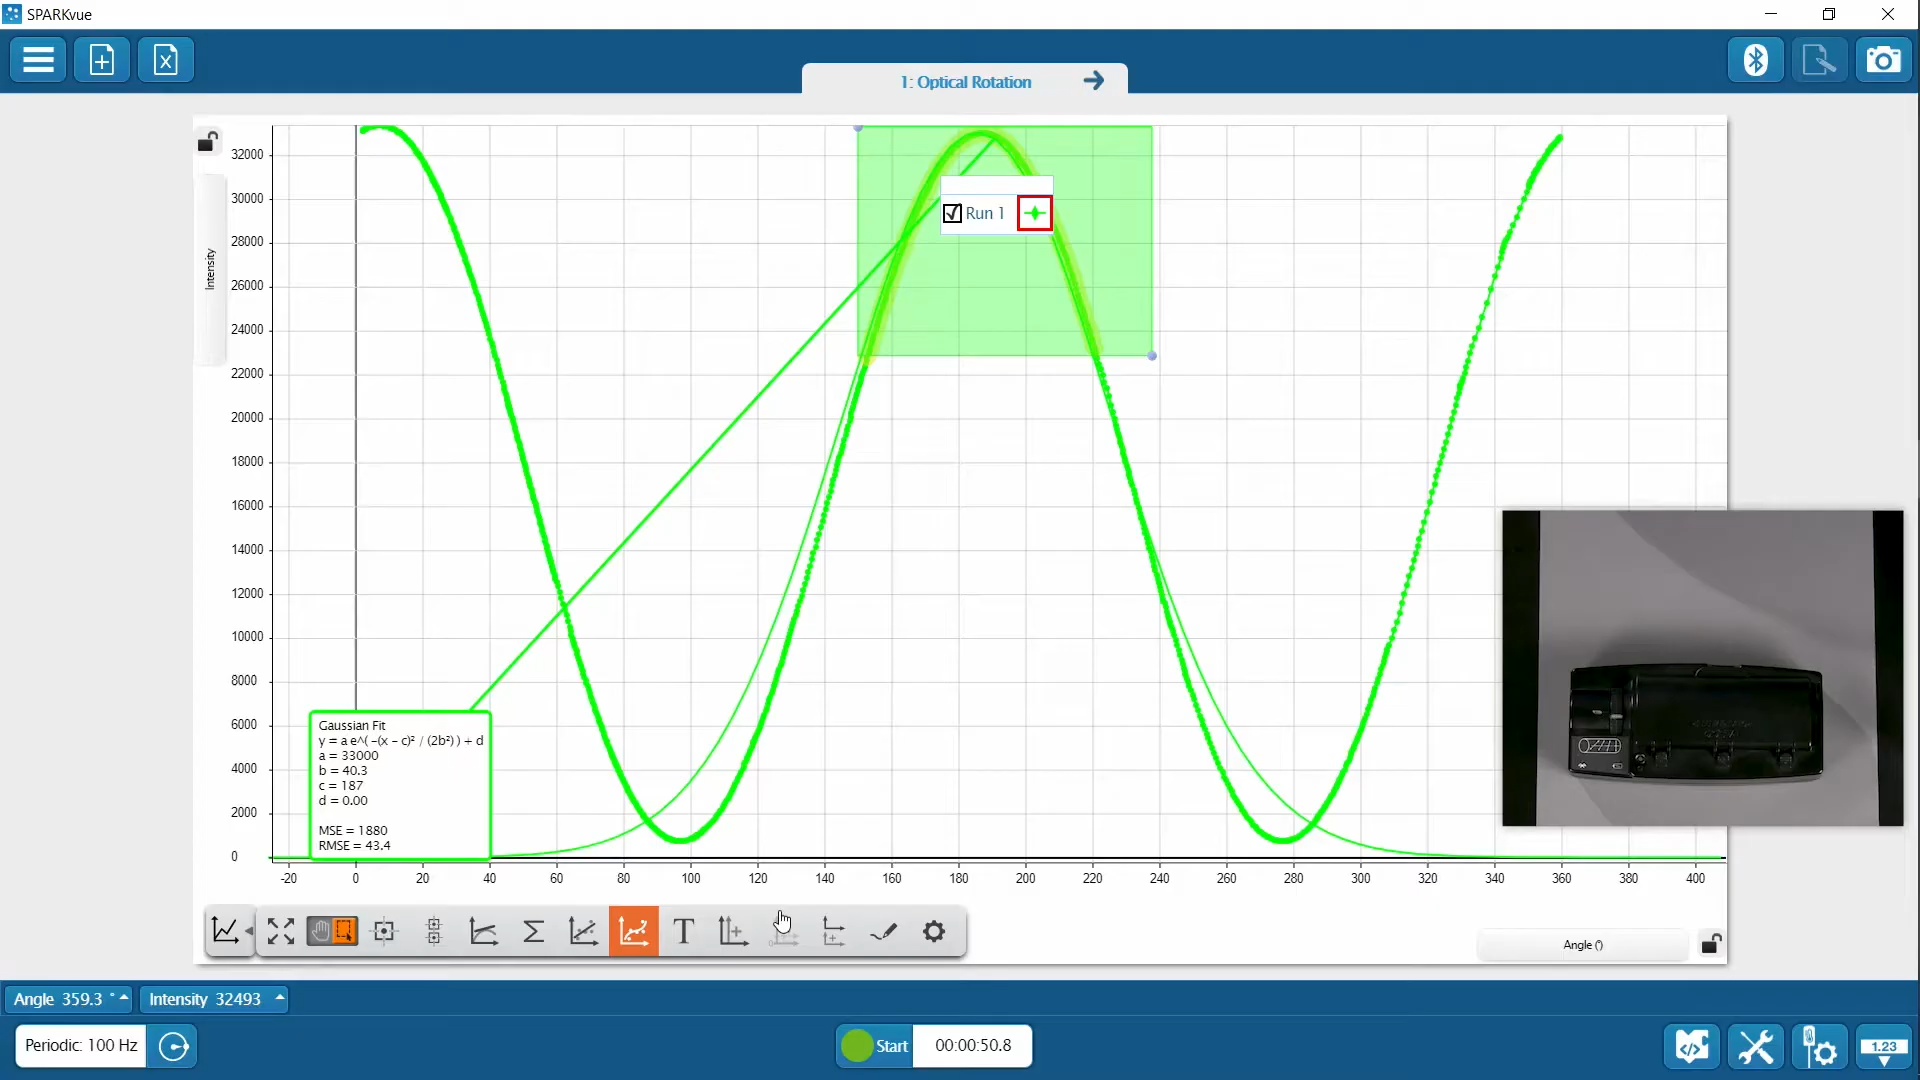 SPARKvue
1: Optical Rotation
Intensity
32000
30000
28000
26000
24000
22000
20000
18000
16000
14000
12000
10000
8000
6000
4000
2000
0
Run 1
Gaussian Fit
y = a e^( -(x – c)² / (2b²) ) + d
a = 33000
b = 40.3
c = 187
d = 0.00
MSE = 1880
RMSE = 43.4
-20 0 20 40 60 80 100 120 140 160 180 200 220 240 260 280 300 320 340 360 380 400
Angle (°)
Angle 359.3 °
Intensity 32493
Periodic: 100 Hz
Start
00:00:50.8
1.23